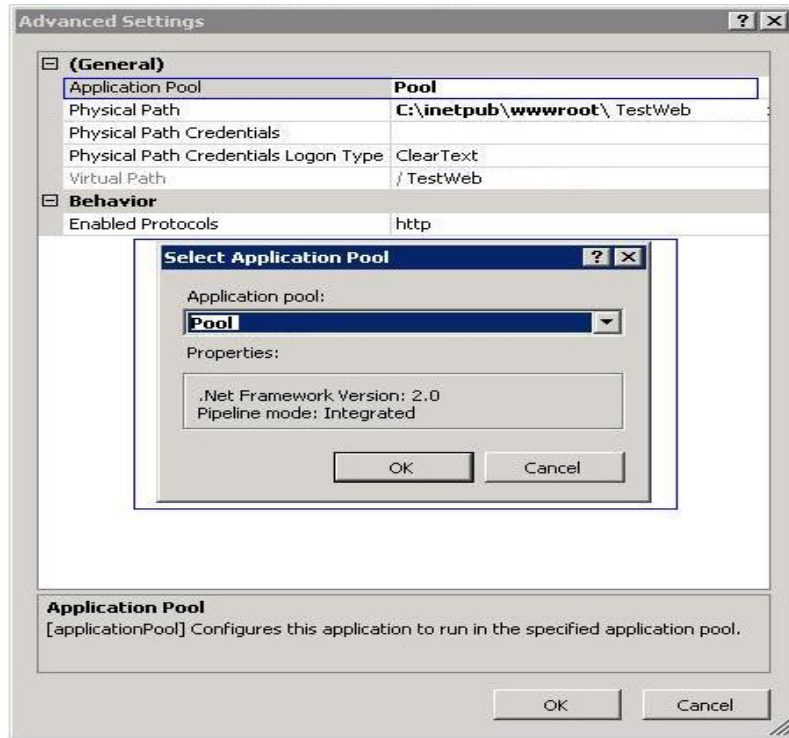 Advanced Settings
(General)
Application Pool Pool
Physical Path C:\inetpub\wwwroot\ TestWeb
Physical Path Credentials
Physical Path Credentials Logon Type ClearText
Virtual Path / TestWeb
Behavior
Enabled Protocols http
Select Application Pool
Application pool:
Pool
Properties:
.Net Framework Version: 2.0
Pipeline mode: Integrated
OK Cancel
Application Pool
[applicationPool] Configures this application to run in the specified application pool.
OK Cancel